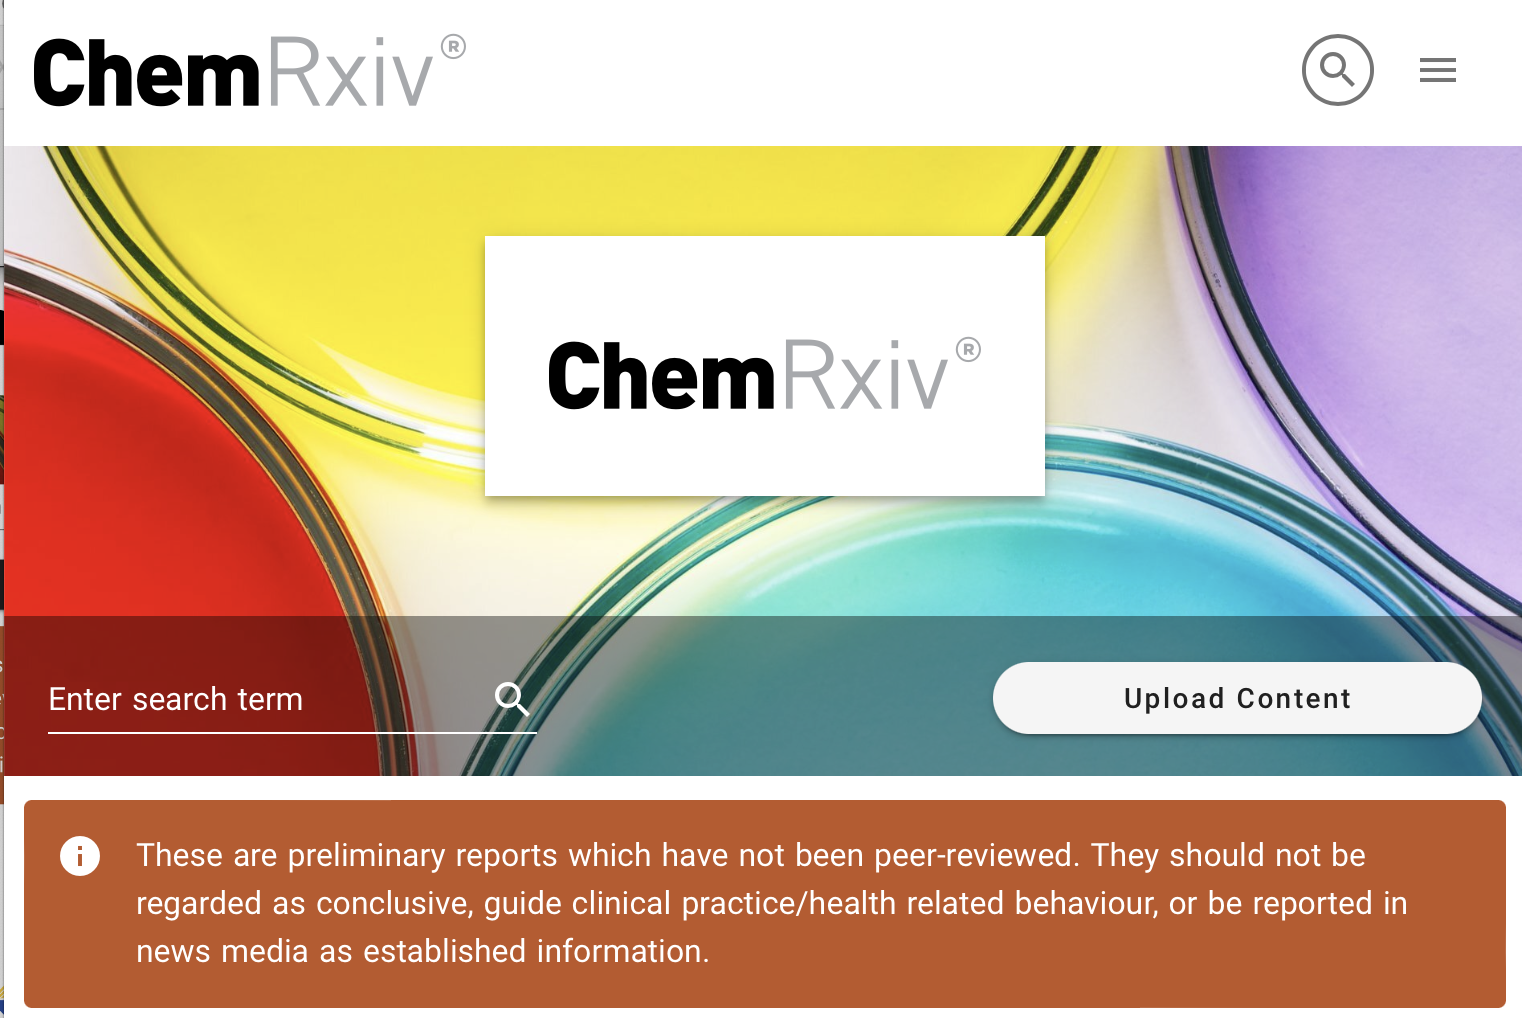 ChemRxiv®
ChemRxiv®
Enter search term
Upload Content
These are preliminary reports which have not been peer-reviewed. They should not be
regarded as conclusive, guide clinical practice/health related behaviour, or be reported in
news media as established information.